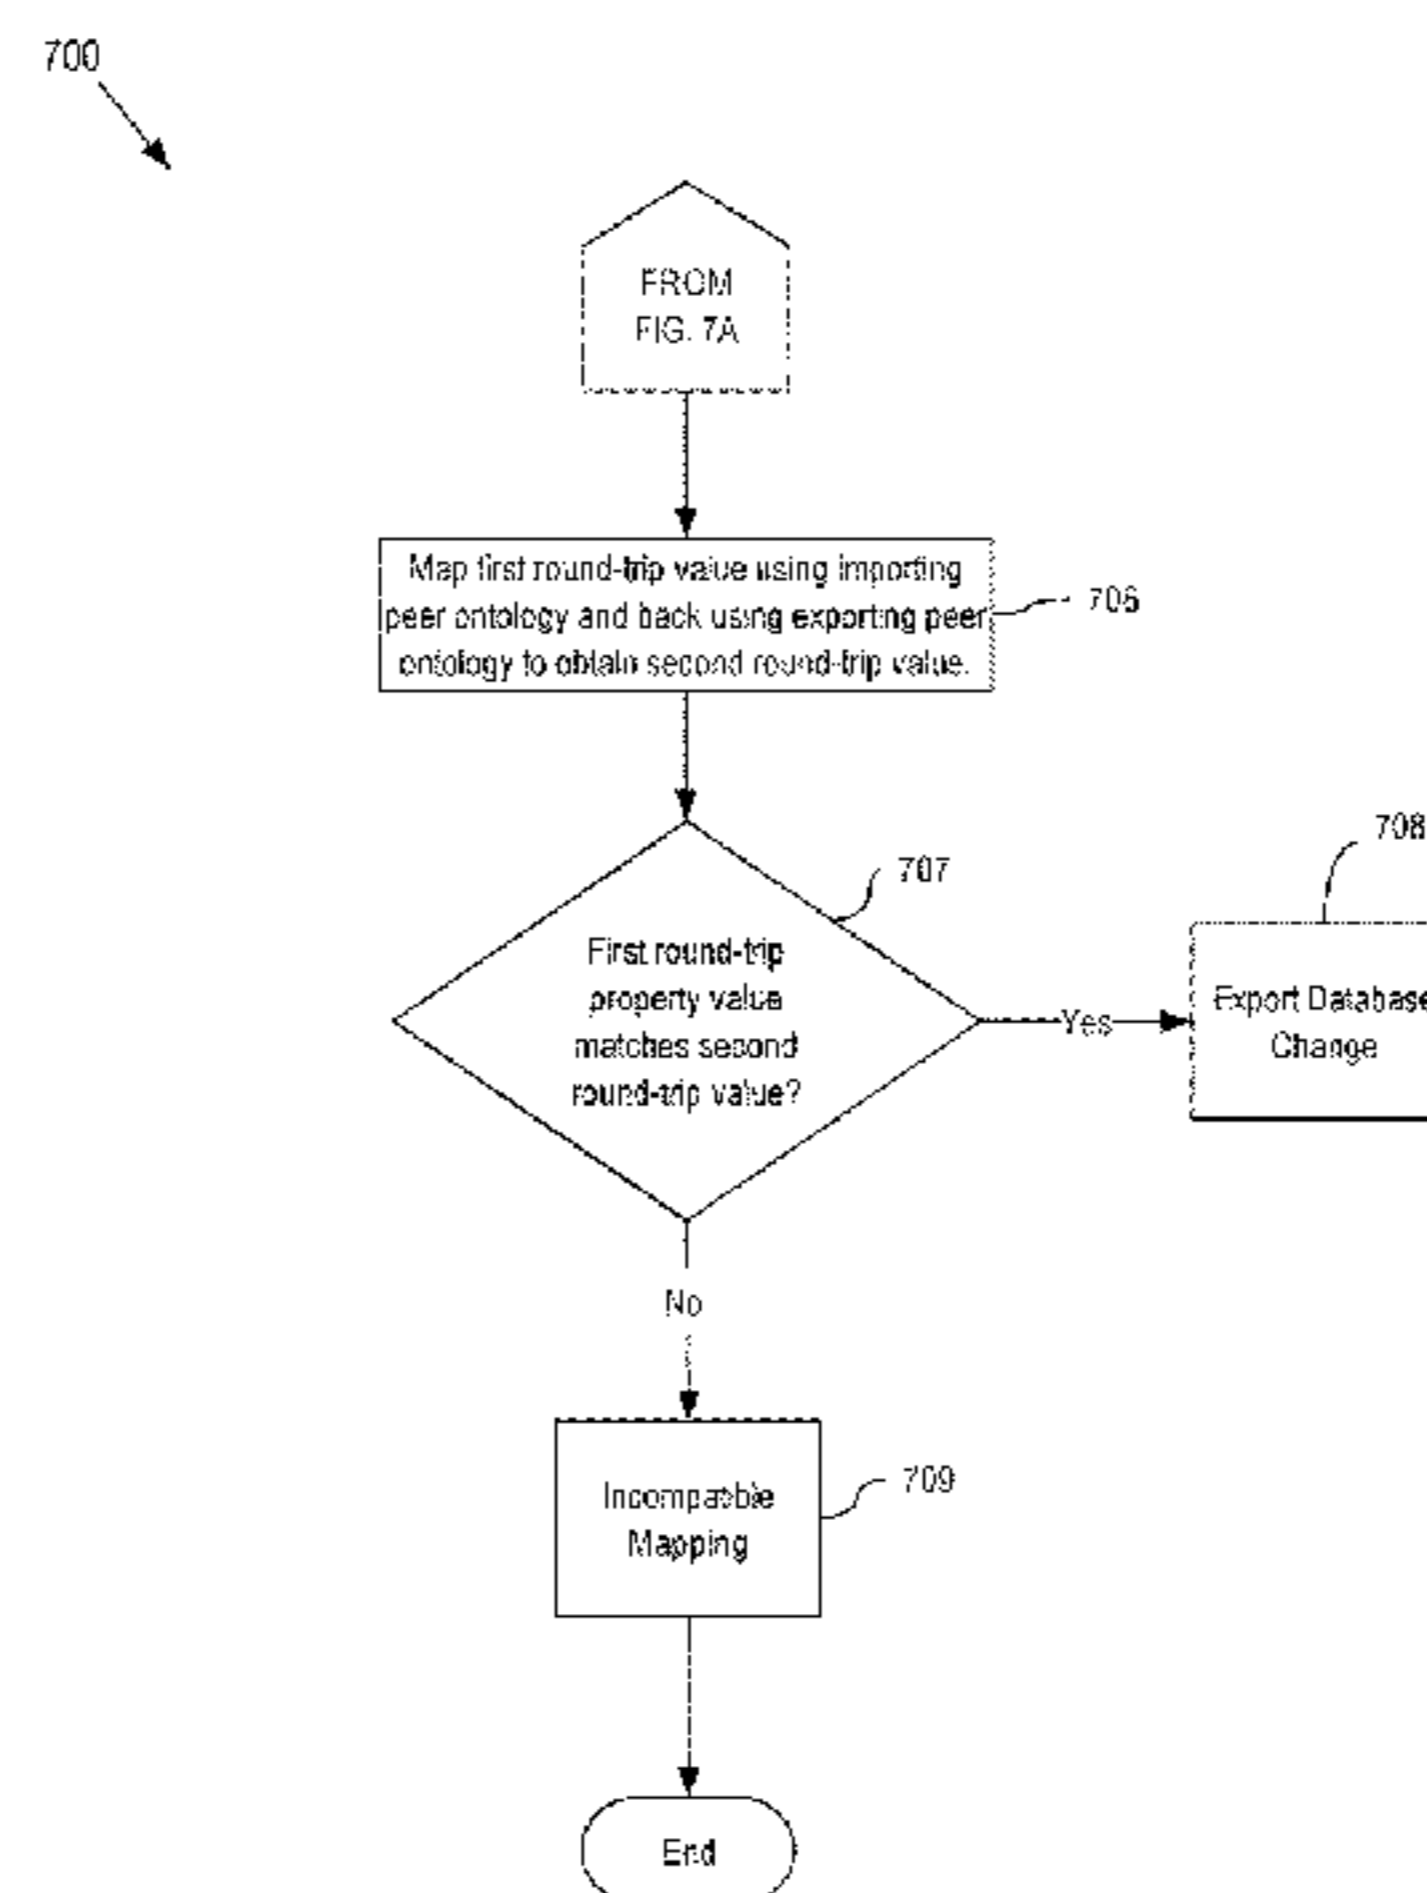 700
FROM
FIG. 7A
Map first round-trip value using importing
peer ontology and back using exporting peer
ontology to obtain second round-trip value.
706
707
First round-trip
property value
matches second
round-trip value?
Yes
708
Export Database
Change
No
Incompatible
Mapping
709
End